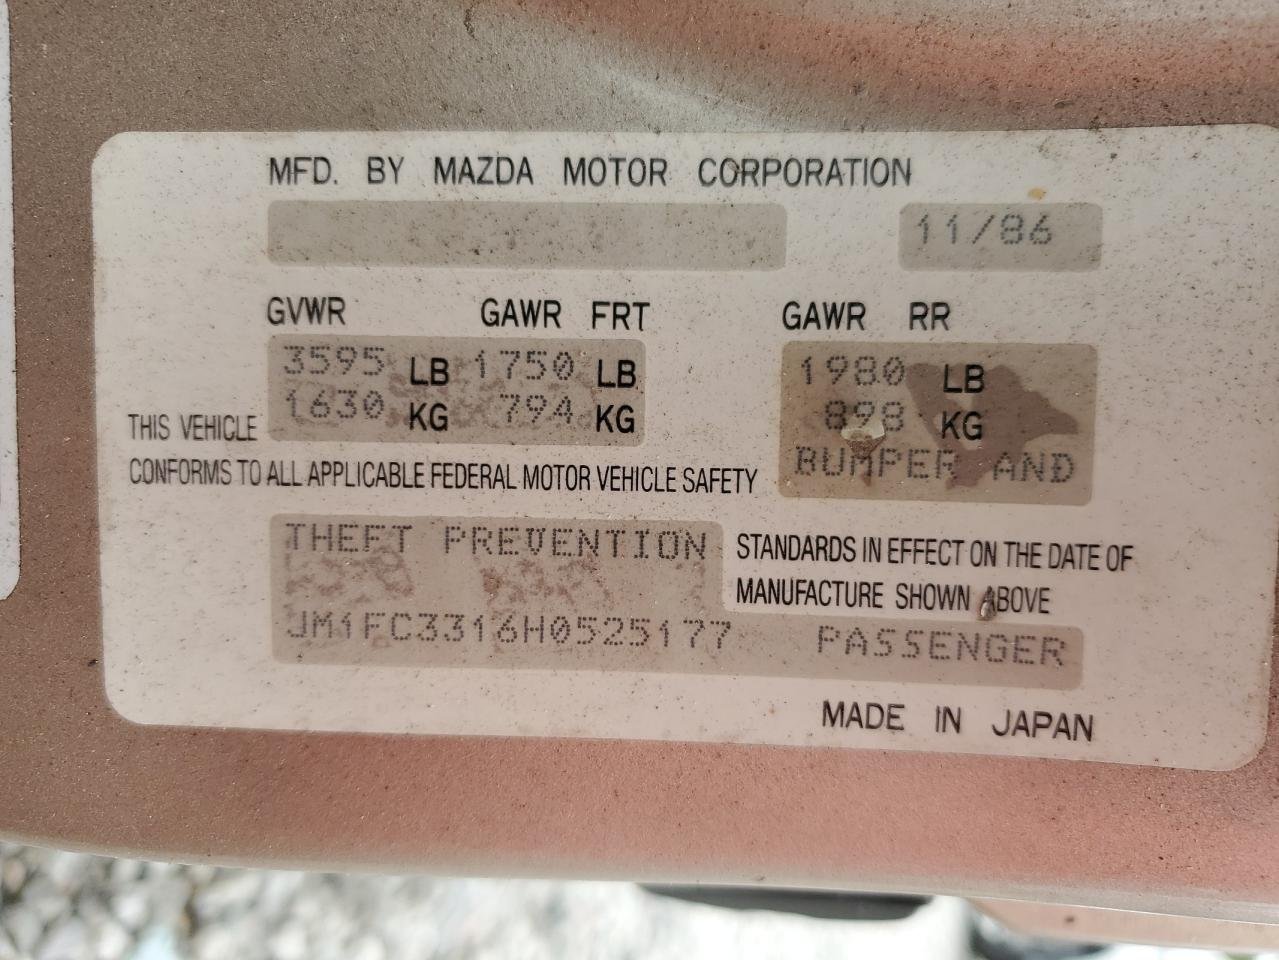 MFD. BY MAZDA MOTOR CORPORATION
11/86
GVWR GAWR FRT GAWR RR
3595 LB 1750 LB 1980 LB
1630 KG 794 KG 898 KG
THIS VEHICLE BUMPER AND
CONFORMS TO ALL APPLICABLE FEDERAL MOTOR VEHICLE SAFETY
THEFT PREVENTION STANDARDS IN EFFECT ON THE DATE OF
MANUFACTURE SHOWN ABOVE
JM1FC3316H0525177 PASSENGER
MADE IN JAPAN